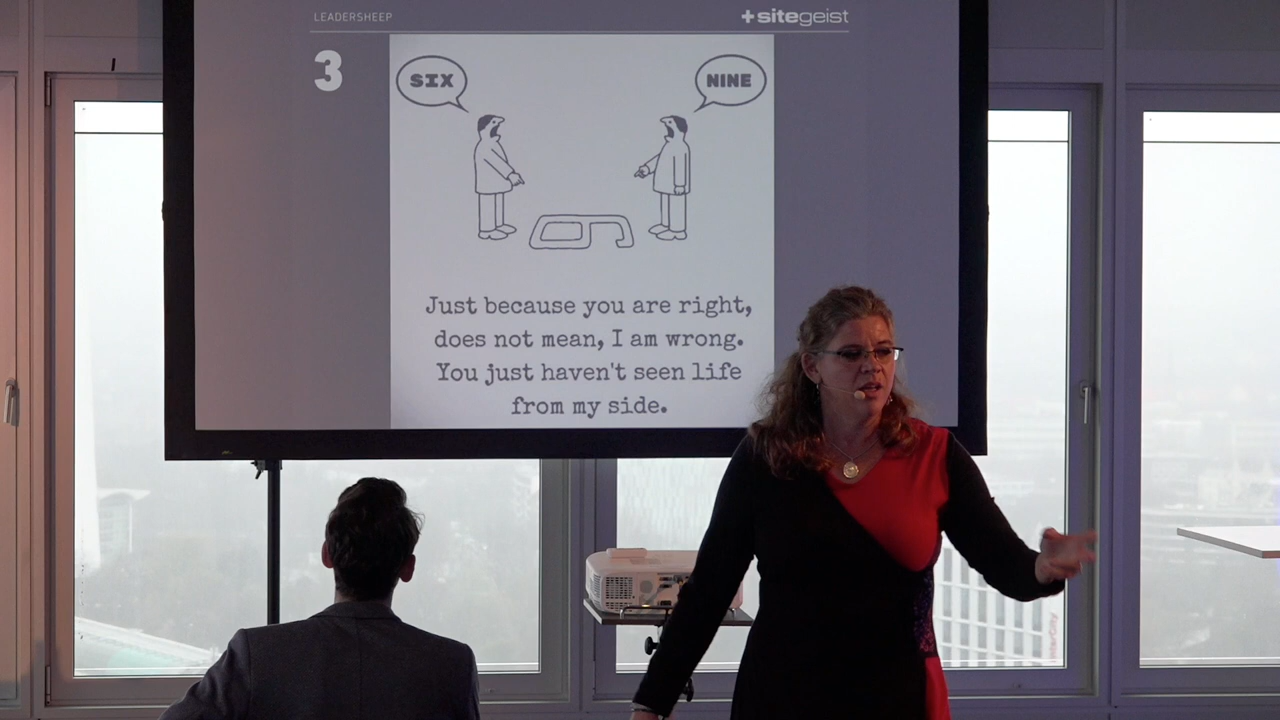 LEADERSHEEP
+sitegeist
3
SIX
NINE
Just because you are right,
does not mean, I am wrong.
You just haven't seen life
from my side.
InterCity